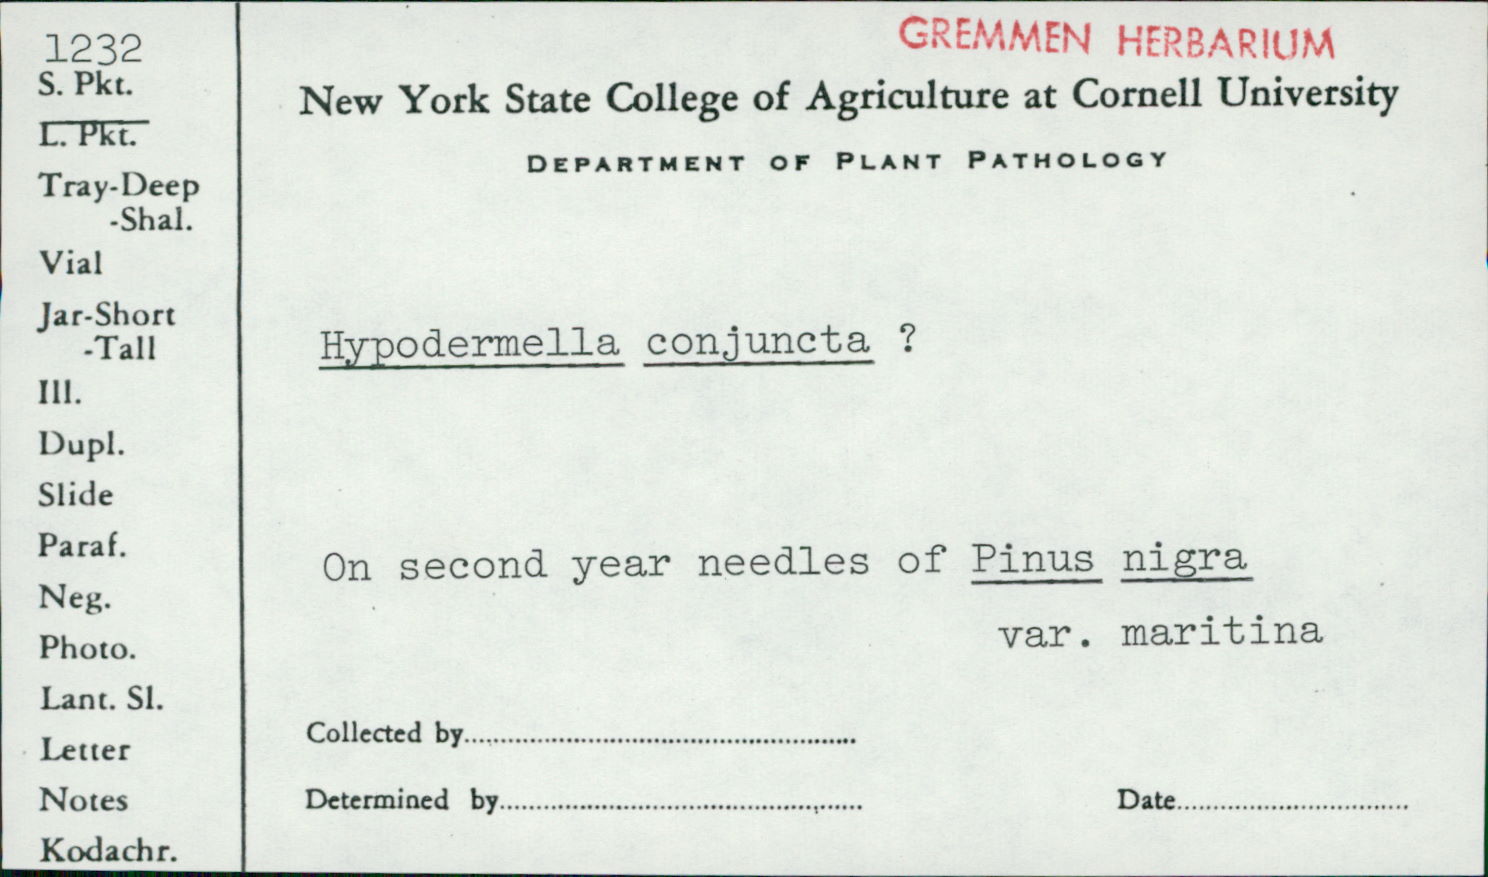 1232
S. Pkt.
L. Pkt.
Tray-Deep
-Shal.
Vial
Jar-Short
-Tall
Ill.
Dupl.
Slide
Paraf.
Neg.
Photo.
Lant. Sl.
Letter
Notes
Kodachr.
GREMMEN HERBARIUM
New York State College of Agriculture at Cornell University
DEPARTMENT OF PLANT PATHOLOGY
Hypodermella conjuncta ?
On second year needles of Pinus nigra
var. maritina
Collected by
Determined by
Date